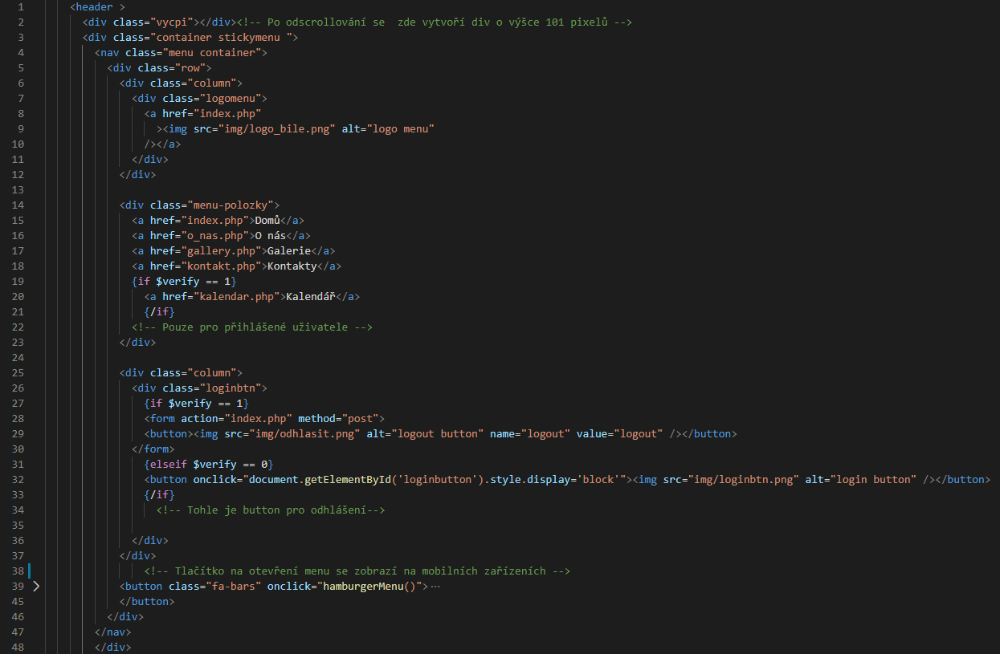 1 <header >
2 <div class="vycpi"></div><!-- Po odscrollování se  zde vytvoří div o výšce 101 pixelů -->
3 <div class="container stickymenu ">
4 <nav class="menu container">
5 <div class="row">
6 <div class="column">
7 <div class="logomenu">
8 <a href="index.php"
9 ><img src="img/logo_bile.png" alt="logo menu"
10 /></a>
11 </div>
12 </div>
13
14 <div class="menu-polozky">
15 <a href="index.php">Domů</a>
16 <a href="o_nas.php">O nás</a>
17 <a href="gallery.php">Galerie</a>
18 <a href="kontakt.php">Kontakty</a>
19 {if $verify == 1}
20 <a href="kalendar.php">Kalendář</a>
21 {/if}
22 <!-- Pouze pro přihlášené uživatele -->
23 </div>
24
25 <div class="column">
26 <div class="loginbtn">
27 {if $verify == 1}
28 <form action="index.php" method="post">
29 <button><img src="img/odhlasit.png" alt="logout button" name="logout" value="logout" /></button>
30 </form>
31 {elseif $verify == 0}
32 <button onclick="document.getElementById('loginbutton').style.display='block'"><img src="img/loginbtn.png" alt="login button" /></button>
33 {/if}
34 <!-- Tohle je button pro odhlášení-->
35
36 </div>
37 </div>
38 <!-- Tlačítko na otevření menu se zobrazí na mobilních zařízeních -->
39 <button class="fa-bars" onclick="hamburgerMenu()">⋯
45 </button>
46 </div>
47 </nav>
48 </div>